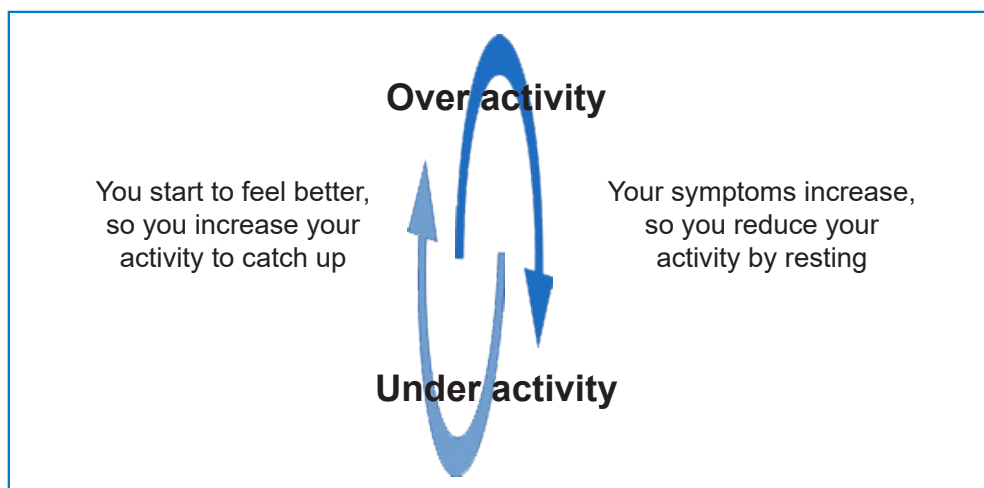 Over activity
You start to feel better,
so you increase your
activity to catch up
Your symptoms increase,
so you reduce your
activity by resting
Under activity